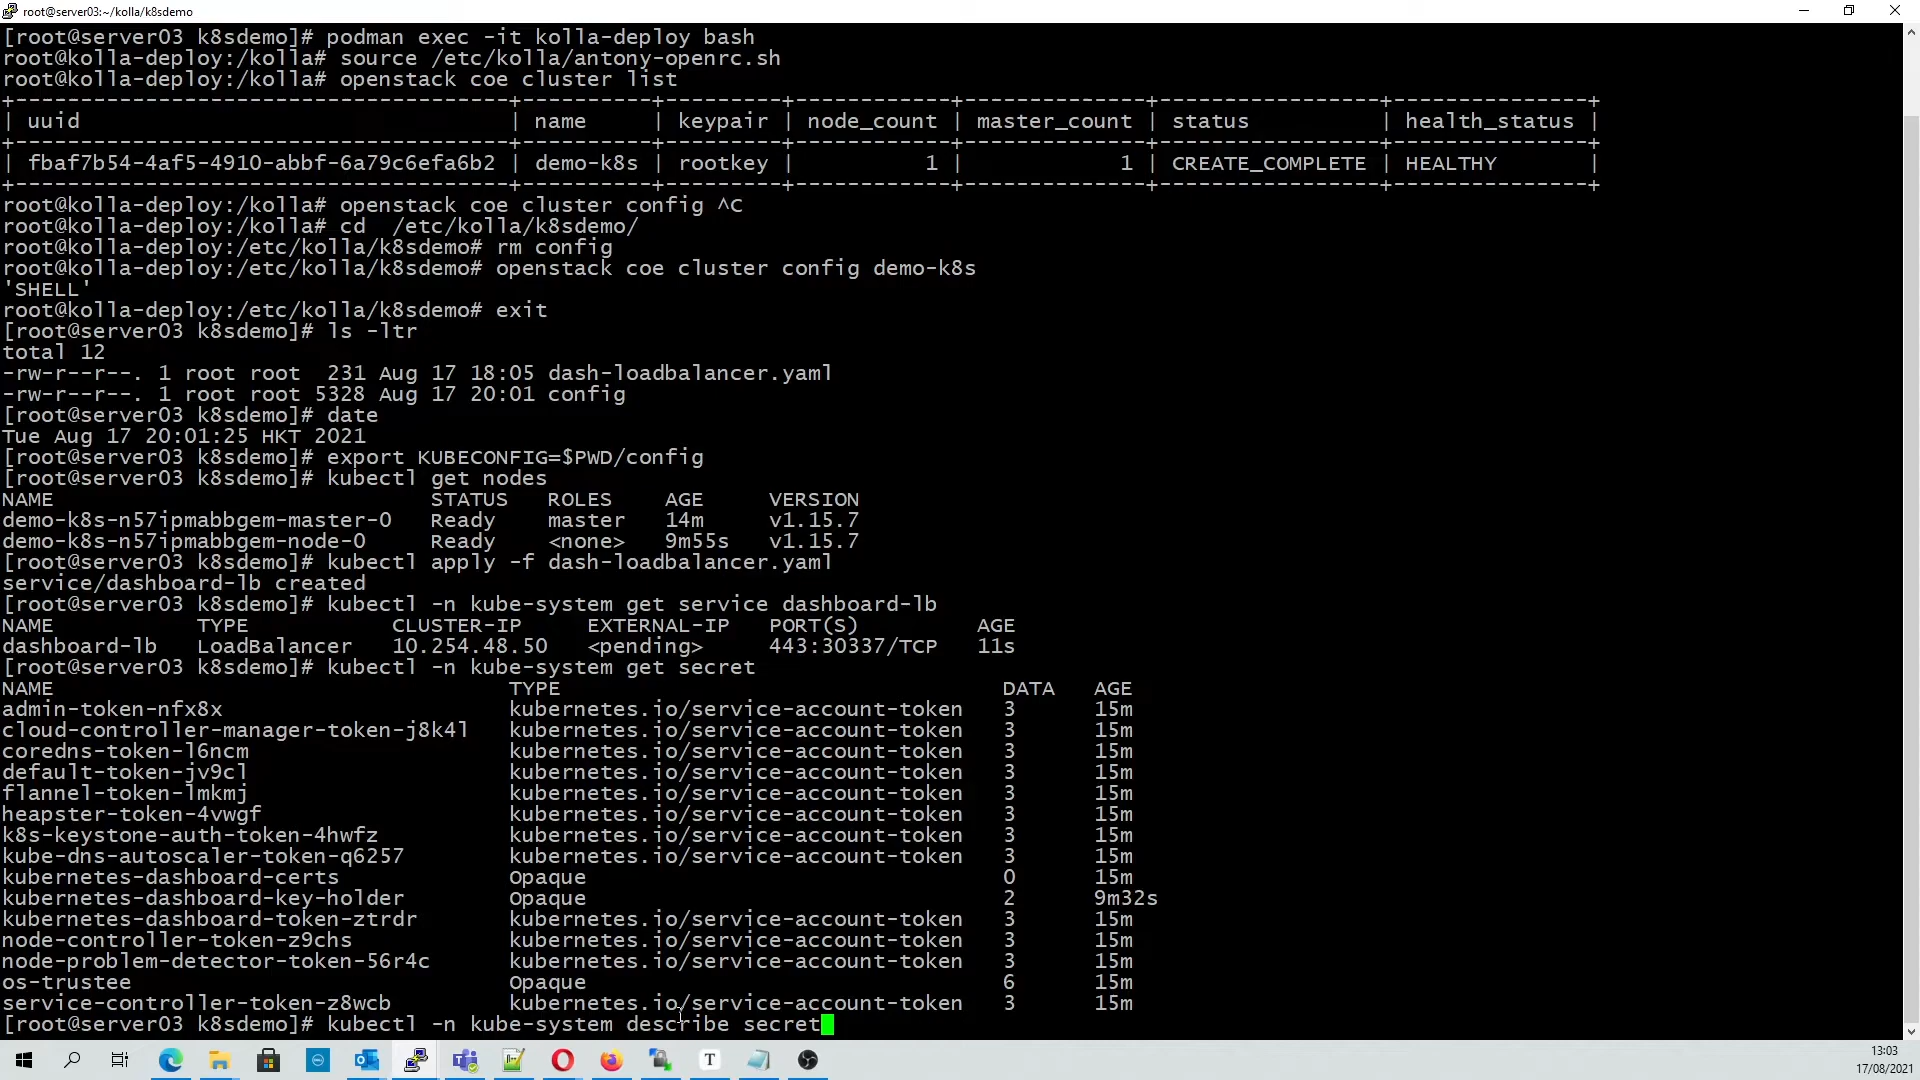 root@server03:~/kolla/k8sdemo
[root@server03 k8sdemo]# podman exec -it kolla-deploy bash
root@kolla-deploy:/kolla# source /etc/kolla/antony-openrc.sh
root@kolla-deploy:/kolla# openstack coe cluster list
+--------------------------------------+----------+---------+------------+--------------+-----------------+---------------+
| uuid                                 | name     | keypair | node_count | master_count | status          | health_status |
+--------------------------------------+----------+---------+------------+--------------+-----------------+---------------+
| fbaf7b54-4af5-4910-abbf-6a79c6efa6b2 | demo-k8s | rootkey |          1 |            1 | CREATE_COMPLETE | HEALTHY       |
+--------------------------------------+----------+---------+------------+--------------+-----------------+---------------+
root@kolla-deploy:/kolla# openstack coe cluster config ^C
root@kolla-deploy:/kolla# cd  /etc/kolla/k8sdemo/
root@kolla-deploy:/etc/kolla/k8sdemo# rm config
root@kolla-deploy:/etc/kolla/k8sdemo# openstack coe cluster config demo-k8s
'SHELL'
root@kolla-deploy:/etc/kolla/k8sdemo# exit
[root@server03 k8sdemo]# ls -ltr
total 12
-rw-r--r--. 1 root root  231 Aug 17 18:05 dash-loadbalancer.yaml
-rw-r--r--. 1 root root 5328 Aug 17 20:01 config
[root@server03 k8sdemo]# date
Tue Aug 17 20:01:25 HKT 2021
[root@server03 k8sdemo]# export KUBECONFIG=$PWD/config
[root@server03 k8sdemo]# kubectl get nodes
NAME                             STATUS   ROLES    AGE     VERSION
demo-k8s-n57ipmabbgem-master-0   Ready    master   14m     v1.15.7
demo-k8s-n57ipmabbgem-node-0     Ready    <none>   9m55s   v1.15.7
[root@server03 k8sdemo]# kubectl apply -f dash-loadbalancer.yaml
service/dashboard-lb created
[root@server03 k8sdemo]# kubectl -n kube-system get service dashboard-lb
NAME           TYPE           CLUSTER-IP     EXTERNAL-IP   PORT(S)         AGE
dashboard-lb   LoadBalancer   10.254.48.50   <pending>     443:30337/TCP   11s
[root@server03 k8sdemo]# kubectl -n kube-system get secret
NAME                                   TYPE                                  DATA   AGE
admin-token-nfx8x                      kubernetes.io/service-account-token   3      15m
cloud-controller-manager-token-j8k4l   kubernetes.io/service-account-token   3      15m
coredns-token-l6ncm                    kubernetes.io/service-account-token   3      15m
default-token-jv9cl                    kubernetes.io/service-account-token   3      15m
flannel-token-lmkmj                    kubernetes.io/service-account-token   3      15m
heapster-token-4vwgf                   kubernetes.io/service-account-token   3      15m
k8s-keystone-auth-token-4hwfz          kubernetes.io/service-account-token   3      15m
kube-dns-autoscaler-token-q6257        kubernetes.io/service-account-token   3      15m
kubernetes-dashboard-certs             Opaque                                0      15m
kubernetes-dashboard-key-holder        Opaque                                2      9m32s
kubernetes-dashboard-token-ztrdr       kubernetes.io/service-account-token   3      15m
node-controller-token-z9chs            kubernetes.io/service-account-token   3      15m
node-problem-detector-token-56r4c      kubernetes.io/service-account-token   3      15m
os-trustee                             Opaque                                6      15m
service-controller-token-z8wcb         kubernetes.io/service-account-token   3      15m
[root@server03 k8sdemo]# kubectl -n kube-system describe secret
T
13:03
17/08/2021